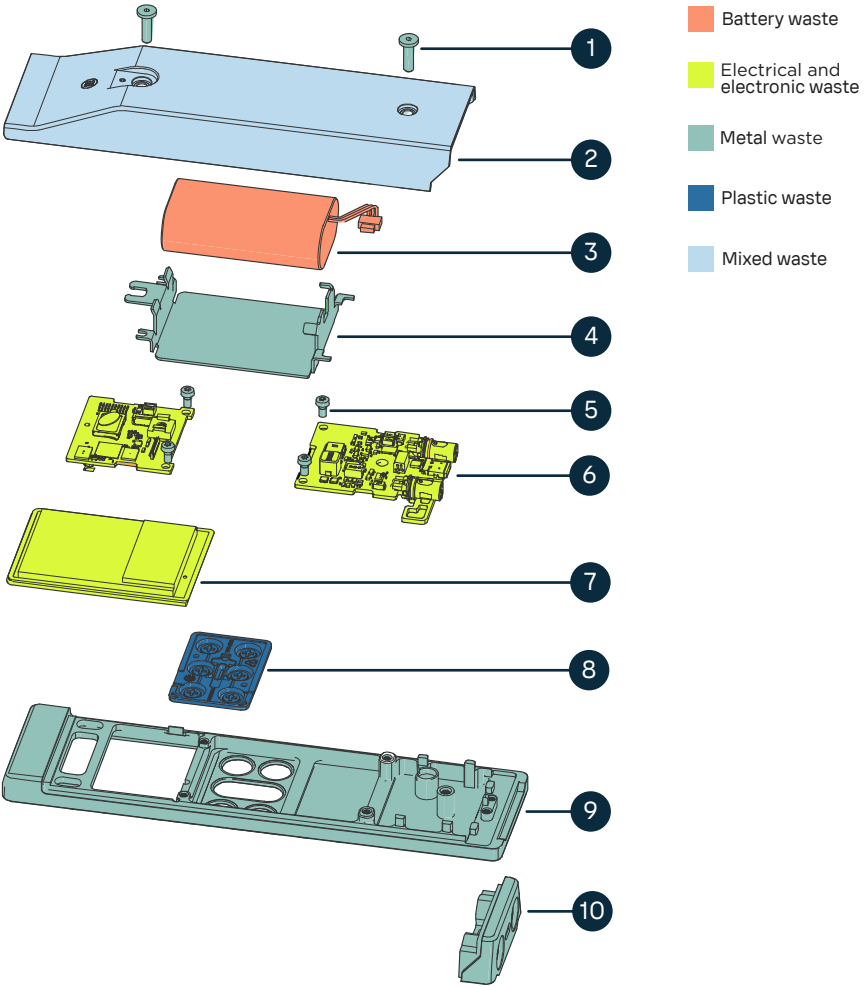 Battery waste
Electrical and
electronic waste
Metal waste
Plastic waste
Mixed waste
1
2
3
4
5
6
7
8
9
10